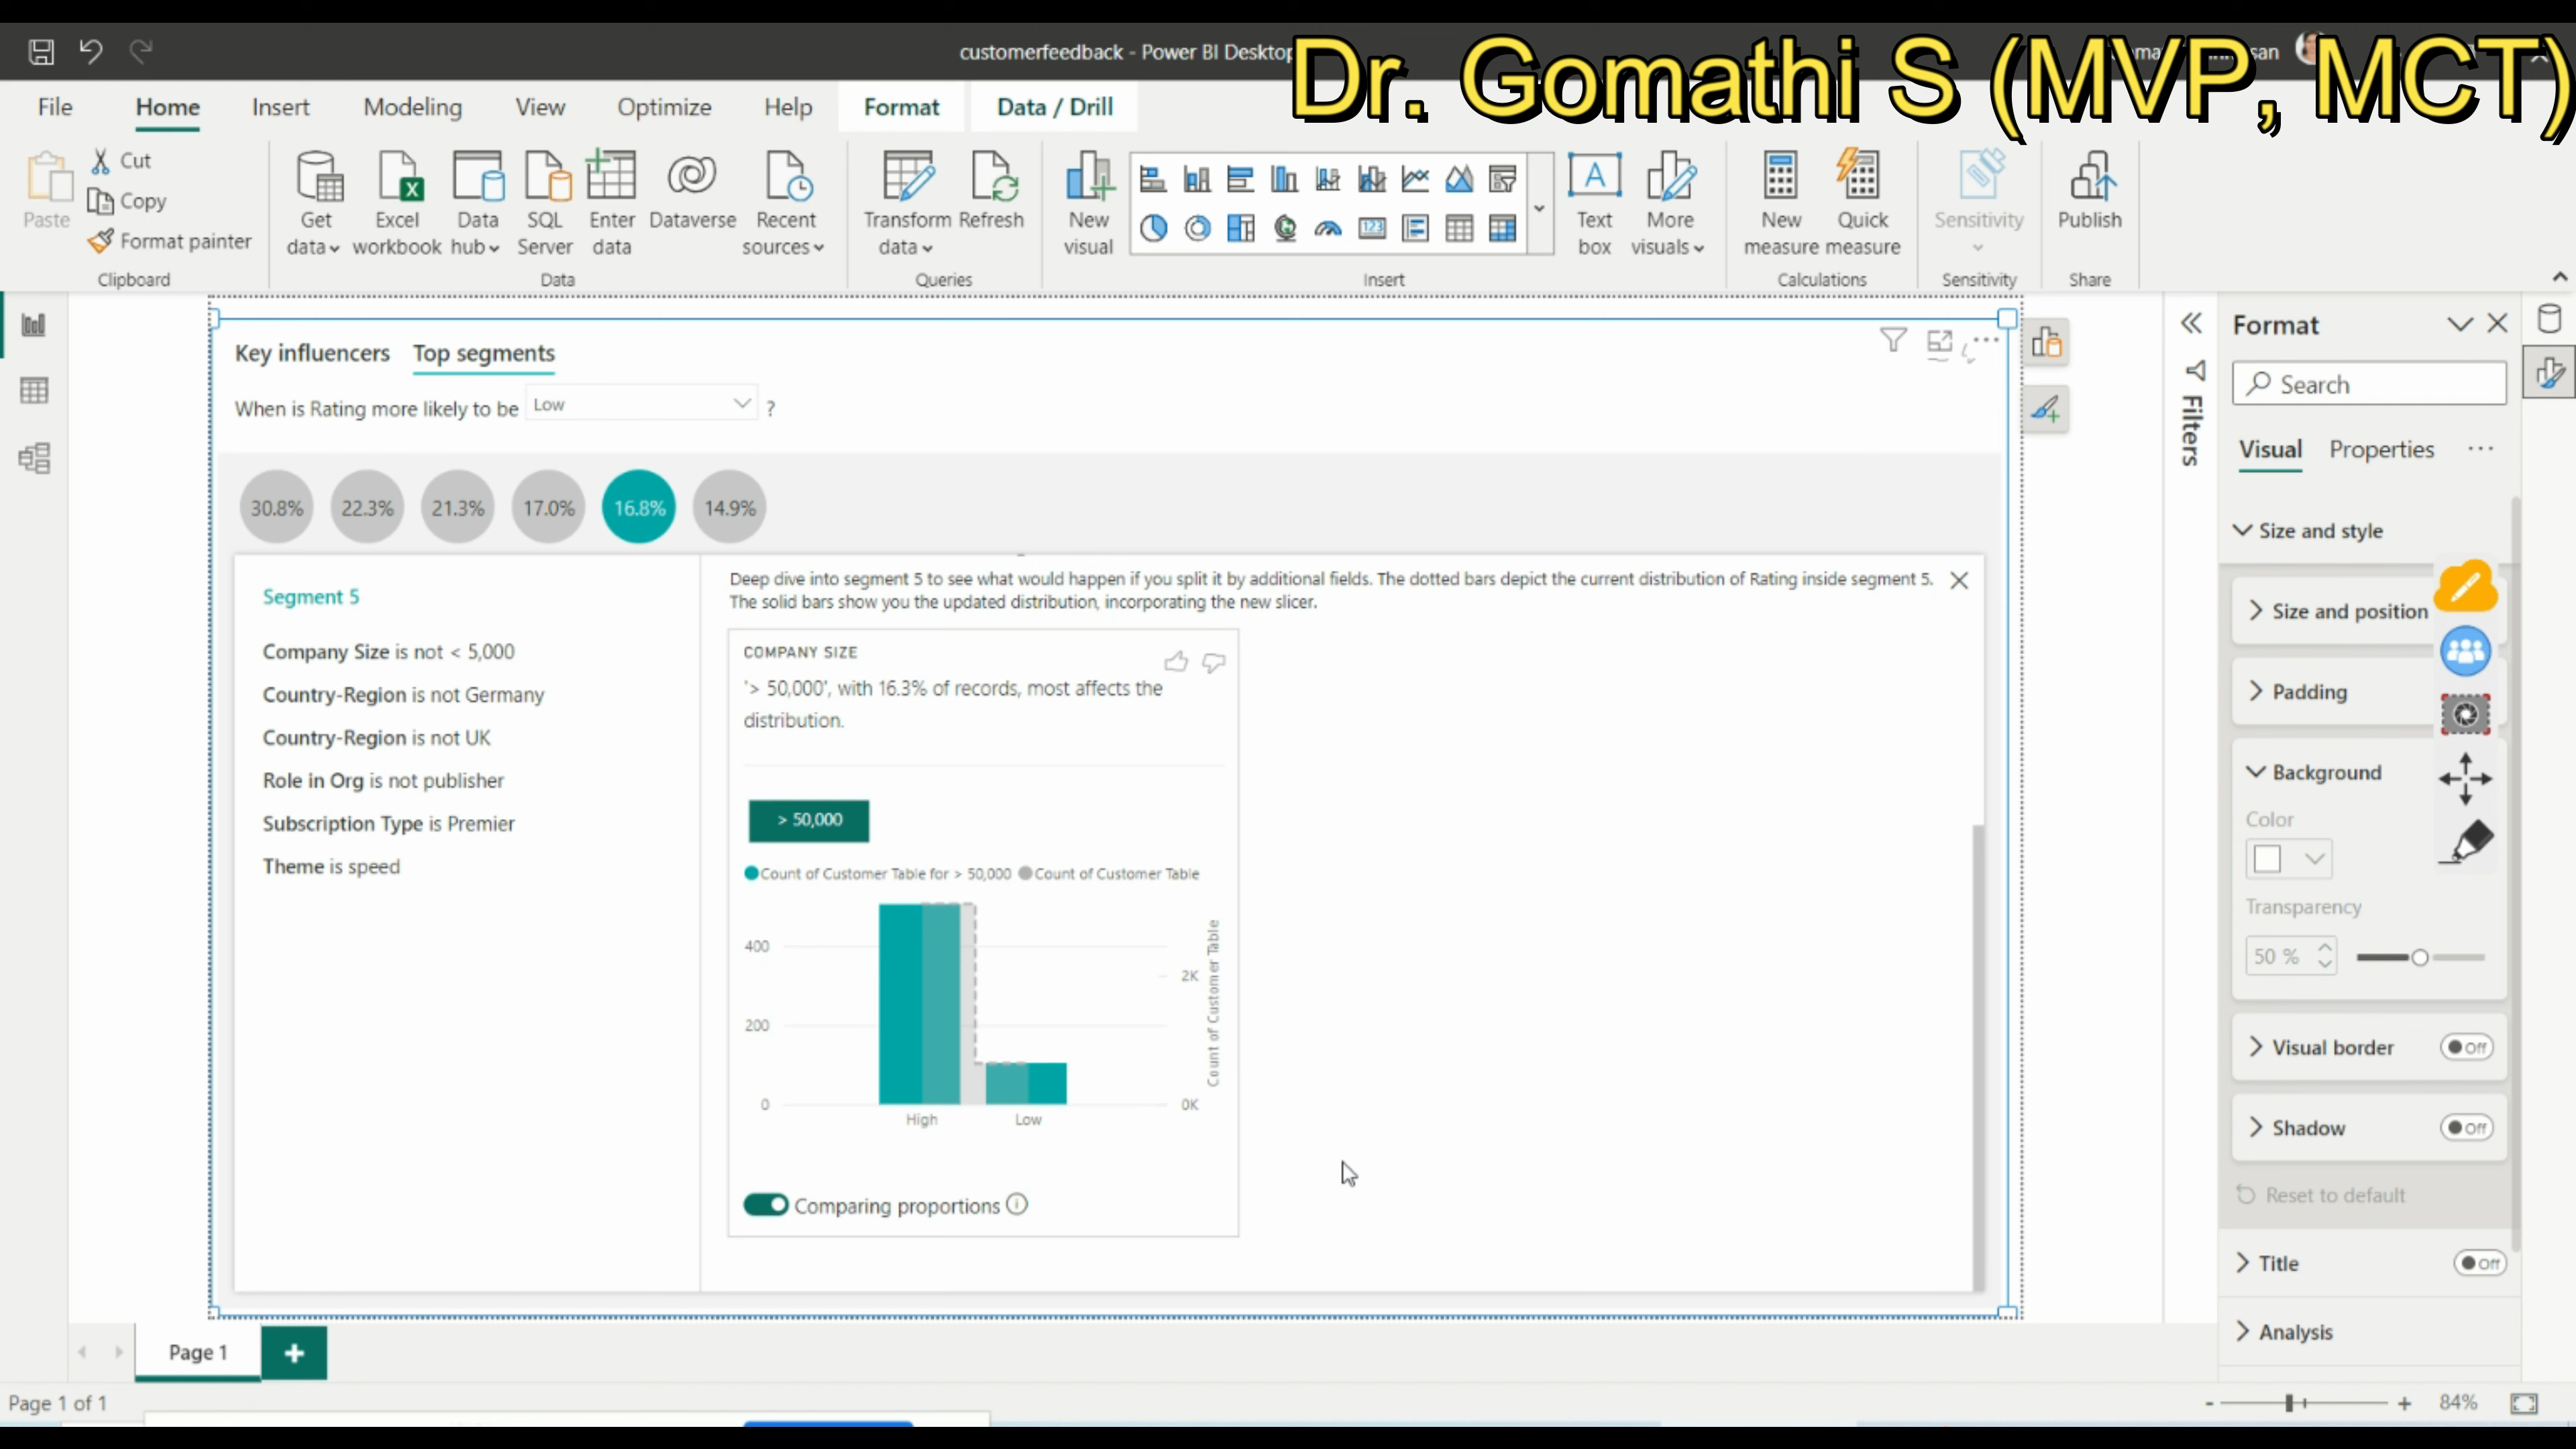 customerfeedback - Power BI Desktop
Dr. Gomathi S (MVP, MCT)
File Home Insert Modeling View Optimize Help Format Data / Drill
Paste
Cut
Copy
Format painter
Clipboard
Get data
Excel workbook
Data hub
SQL Server
Enter data
Dataverse
Recent sources
Data
Transform data
Refresh
Queries
New visual
Text box
More visuals
Insert
New measure
Quick measure
Calculations
Sensitivity
Sensitivity
Publish
Share
Key influencers Top segments
When is Rating more likely to be Low ?
30.8% 22.3% 21.3% 17.0% 16.8% 14.9%
Segment 5
Company Size is not < 5,000
Country-Region is not Germany
Country-Region is not UK
Role in Org is not publisher
Subscription Type is Premier
Theme is speed
Deep dive into segment 5 to see what would happen if you split it by additional fields. The dotted bars depict the current distribution of Rating inside segment 5.
The solid bars show you the updated distribution, incorporating the new slicer.
COMPANY SIZE
'> 50,000', with 16.3% of records, most affects the
distribution.
> 50,000
Count of Customer Table for > 50,000 Count of Customer Table
400
200
0
2K
0K
Count of Customer Table
High Low
Comparing proportions
Filters
Format
Search
Visual Properties
Size and style
Size and position
Padding
Background
Color
Transparency
50 %
Visual border Off
Shadow Off
Reset to default
Title Off
Analysis
Page 1
Page 1 of 1
84%